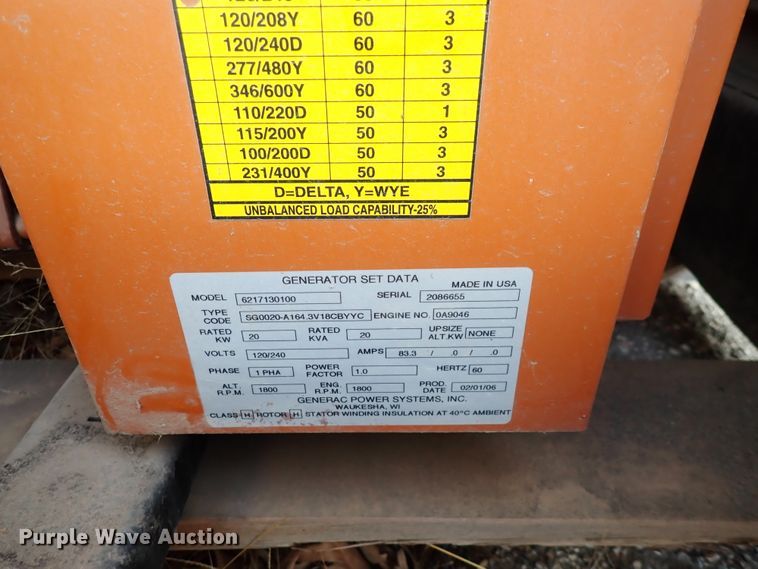 120/208Y 60 3
120/240D 60 3
277/480Y 60 3
346/600Y 60 3
110/220D 50 1
115/200Y 50 3
100/200D 50 3
231/400Y 50 3
D=DELTA, Y=WYE
UNBALANCED LOAD CAPABILITY-25%
GENERATOR SET DATA MADE IN USA
MODEL 6217130100 SERIAL 2086655
TYPE CODE SG0020-A164.3V18CBYYC ENGINE NO. 0A9046
RATED KW 20 RATED KVA 20 UPSIZE ALT.KW NONE
VOLTS 120/240 AMPS 83.3 / .0 / .0
PHASE 1 PHA POWER FACTOR 1.0 HERTZ 60
ALT. R.P.M. 1800 ENG. R.P.M. 1800 PROD. DATE 02/01/06
GENERAC POWER SYSTEMS, INC.
WAUKESHA, WI
CLASS H ROTOR H STATOR WINDING INSULATION AT 40°C AMBIENT
Purple Wave Auction